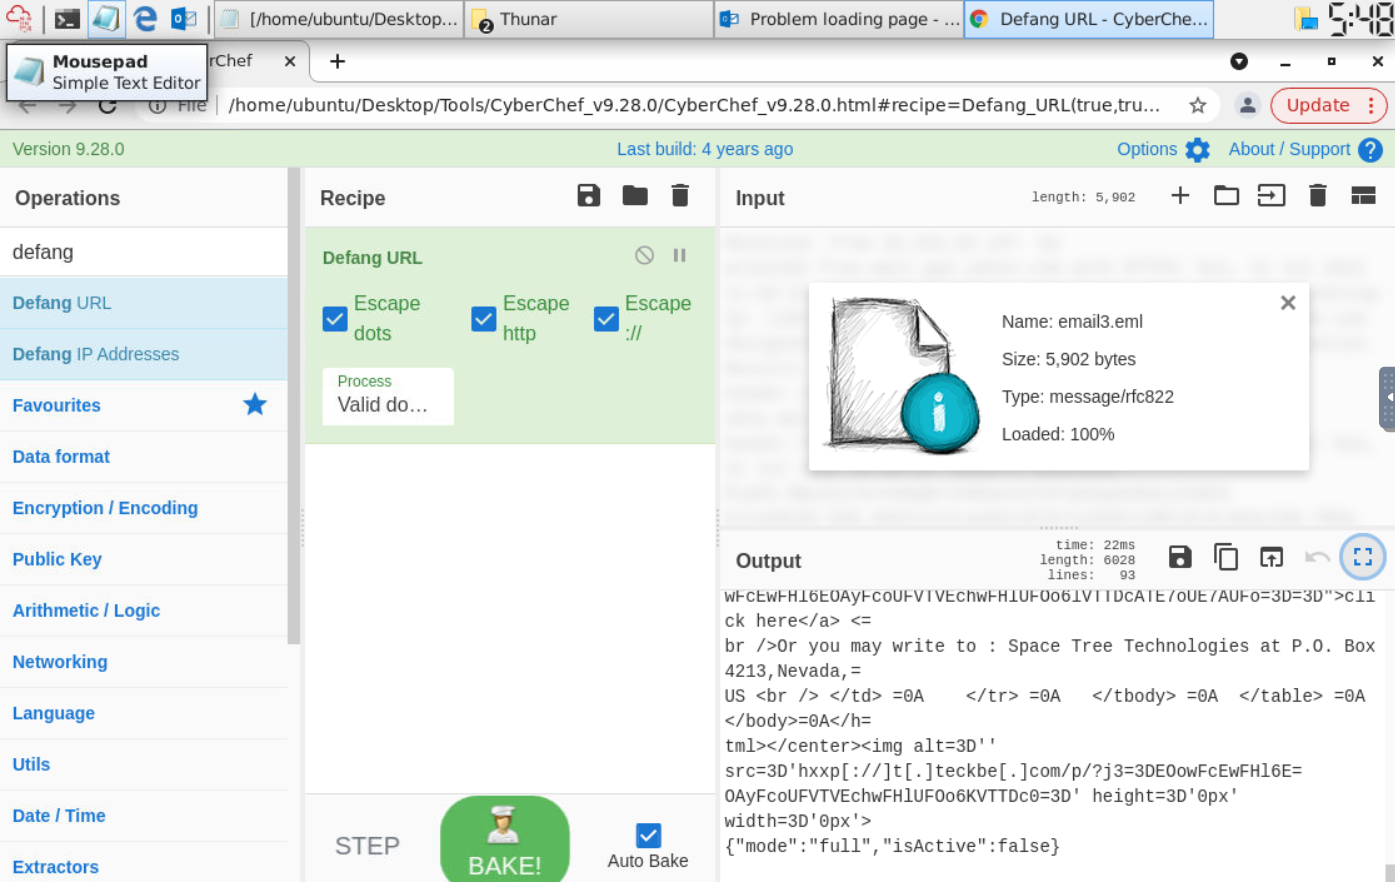 [/home/ubuntu/Desktop...
2
Thunar
Problem loading page - ...
Defang URL - CyberChe...
5:48
Mousepad
Simple Text Editor
rChef
File
/home/ubuntu/Desktop/Tools/CyberChef_v9.28.0/CyberChef_v9.28.0.html#recipe=Defang_URL(true,tru...
Update
Version 9.28.0
Last build: 4 years ago
Options
About / Support
Operations
defang
Defang URL
Defang IP Addresses
Favourites
Data format
Encryption / Encoding
Public Key
Arithmetic / Logic
Networking
Language
Utils
Date / Time
Extractors
Recipe
Defang URL
Escape dots
Escape http
Escape ://
Process
Valid do...
STEP
BAKE!
Auto Bake
Input
length: 5,902
Name: email3.eml
Size: 5,902 bytes
Type: message/rfc822
Loaded: 100%
Output
time: 22ms
length: 6028
lines: 93
wFcEwFHl6EOAyFcoUFVTVEchwFHlUFOo6lVTTDcATE7oUE7AUFo=3D=3D">cli
ck here</a> <=
br />Or you may write to : Space Tree Technologies at P.O. Box
4213,Nevada,=
US <br /> </td> =0A    </tr> =0A   </tbody> =0A  </table> =0A
</body>=0A</h=
tml></center><img alt=3D''
src=3D'hxxp[://]t[.]teckbe[.]com/p/?j3=3DEOowFcEwFHl6E=
OAyFcoUFVTVEchwFHlUFOo6KVTTDc0=3D' height=3D'0px'
width=3D'0px'>
{"mode":"full","isActive":false}